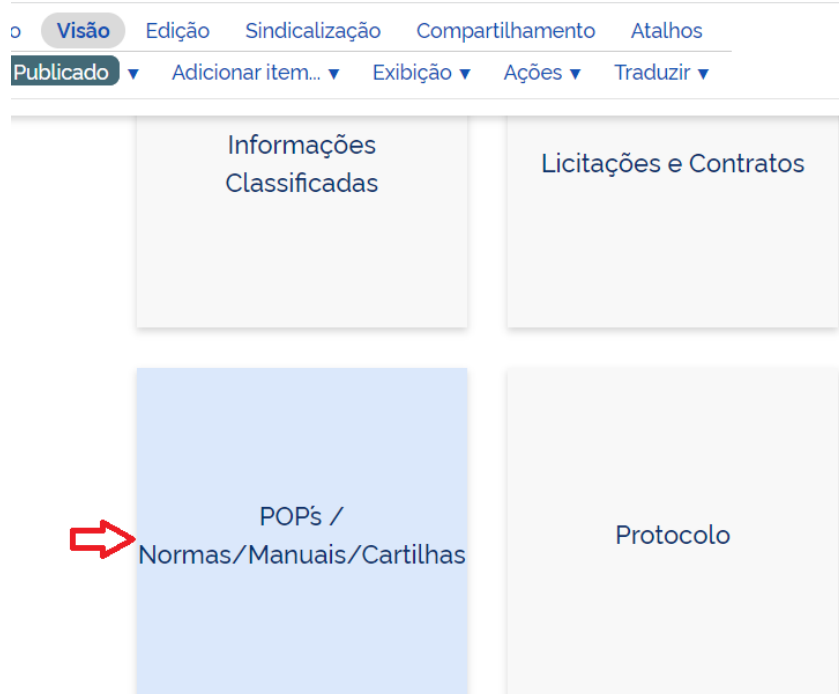 o Visão Edição Sindicalização Compartilhamento Atalhos
Publicado ▼ Adicionar item... ▼ Exibição ▼ Ações ▼ Traduzir ▼
Informações
Classificadas
Licitações e Contratos
POP's /
Normas/Manuais/Cartilhas
Protocolo